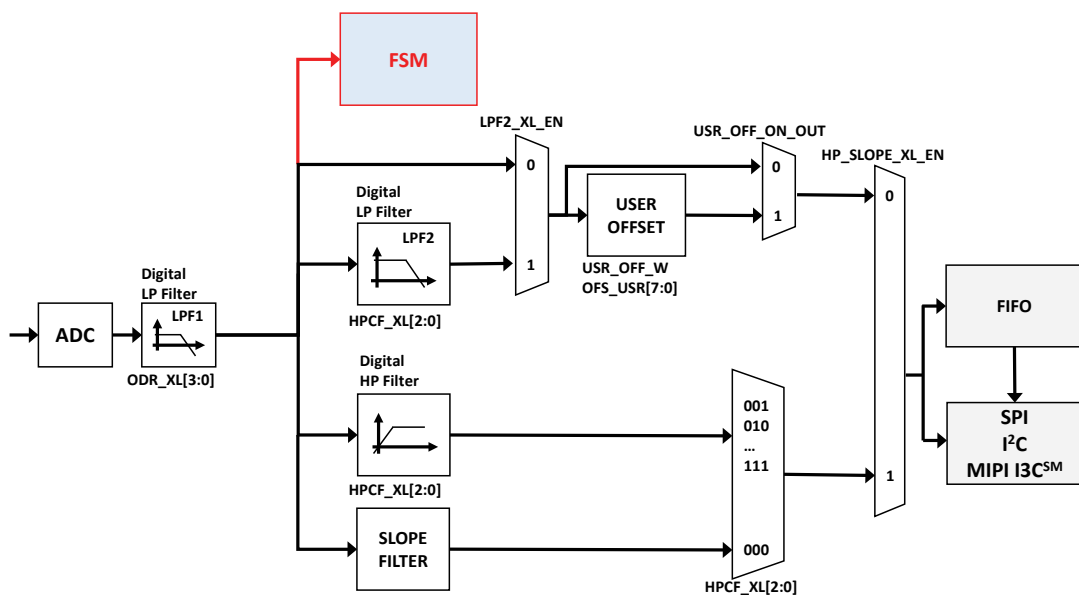 FSM
LPF2_XL_EN
USR_OFF_ON_OUT
HP_SLOPE_XL_EN
0
0
0
Digital
LP Filter
LPF2
USER
OFFSET
1
1
USR_OFF_W
OFS_USR[7:0]
HPCF_XL[2:0]
Digital
LP Filter
LPF1
ADC
ODR_XL[3:0]
FIFO
Digital
HP Filter
HPCF_XL[2:0]
001
010
...
111
SPI
I²C
MIPI I3Cˢᴹ
1
SLOPE
FILTER
000
HPCF_XL[2:0]